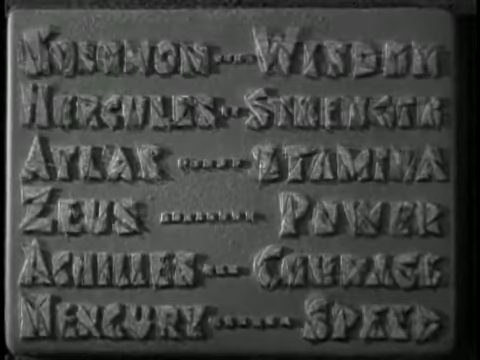 Solomon---Wisdom
Hercules--Strength
Atlas ----- Stamina
Zeus -------- Power
Achilles--- Courage
Mercury------Speed